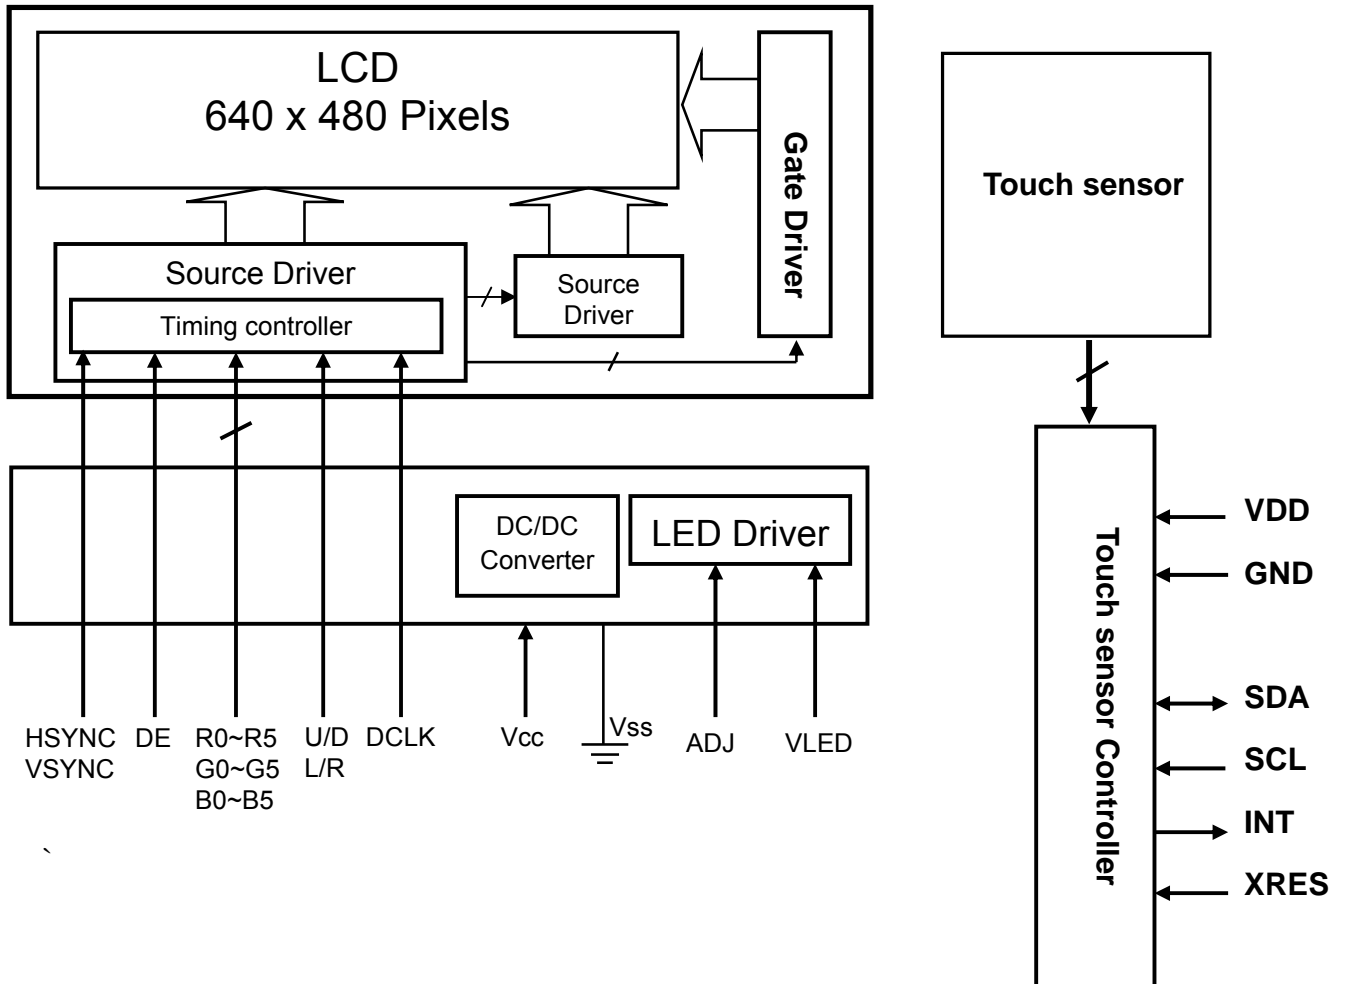 LCD
640 x 480 Pixels
Gate Driver
Source Driver
Timing controller
Source
Driver
DC/DC
Converter
LED Driver
HSYNC
VSYNC
DE
R0~R5
G0~G5
B0~B5
U/D
L/R
DCLK
Vcc
Vss
ADJ
VLED
`
Touch sensor
Touch sensor Controller
VDD
GND
SDA
SCL
INT
XRES